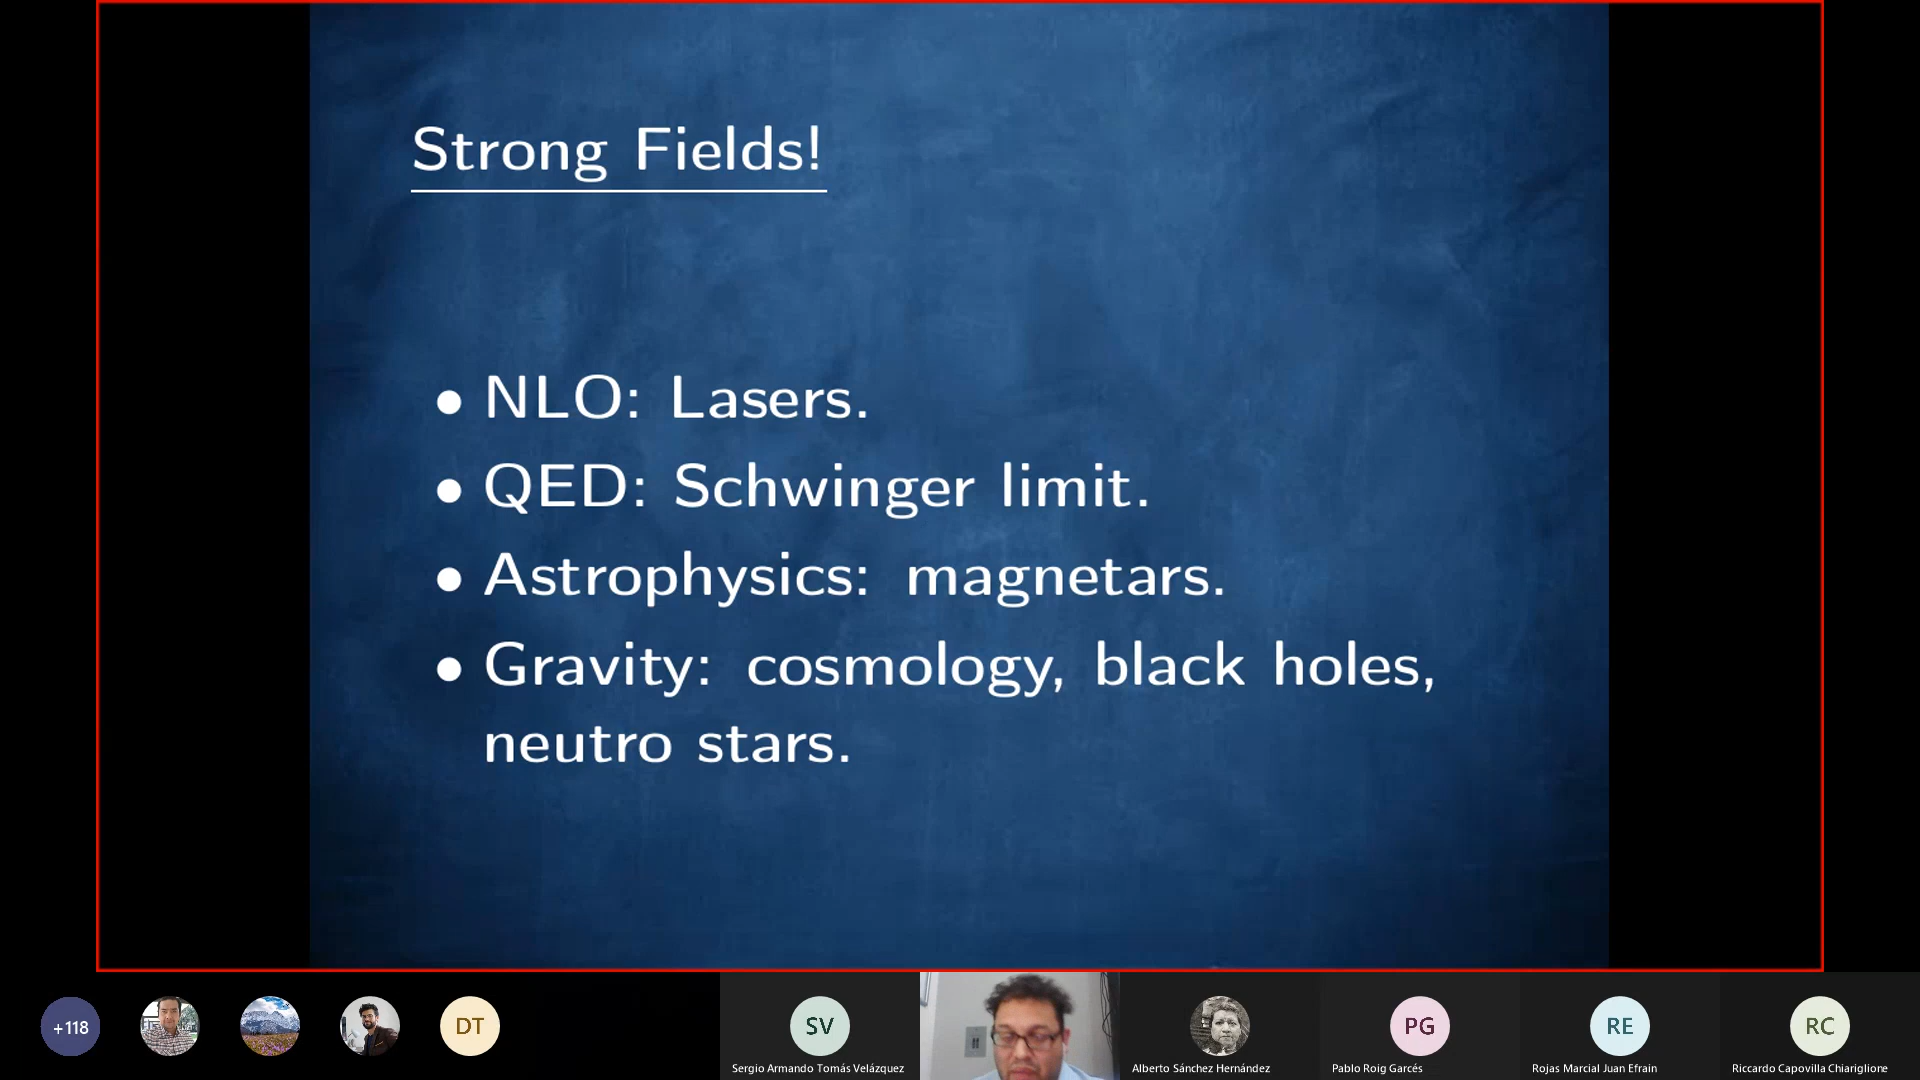 Strong Fields!
● NLO: Lasers.
● QED: Schwinger limit.
● Astrophysics: magnetars.
● Gravity: cosmology, black holes,
neutro stars.
+118
DT
SV
PG
RE
RC
Sergio Armando Tomás Velázquez
Alberto Sánchez Hernández
Pablo Roig Garcés
Rojas Marcial Juan Efrain
Riccardo Capovilla Chiariglione